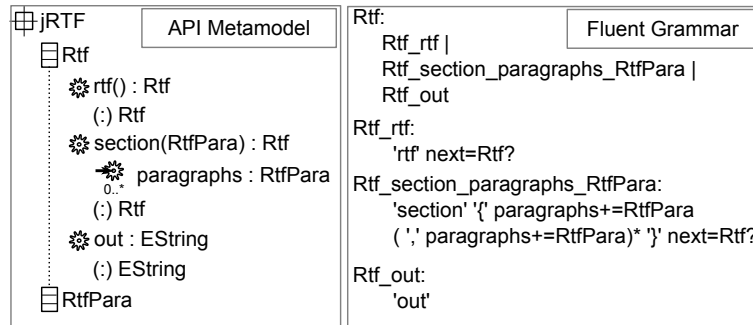 jRTF
API Metamodel
Rtf
rtf() : Rtf
(:) Rtf
section(RtfPara) : Rtf
0..*
paragraphs : RtfPara
(:) Rtf
out : EString
(:) EString
RtfPara
Rtf:
Fluent Grammar
Rtf_rtf |
Rtf_section_paragraphs_RtfPara |
Rtf_out
Rtf_rtf:
'rtf' next=Rtf?
Rtf_section_paragraphs_RtfPara:
'section' '{' paragraphs+=RtfPara
( ',' paragraphs+=RtfPara)* '}' next=Rtf?
Rtf_out:
'out'